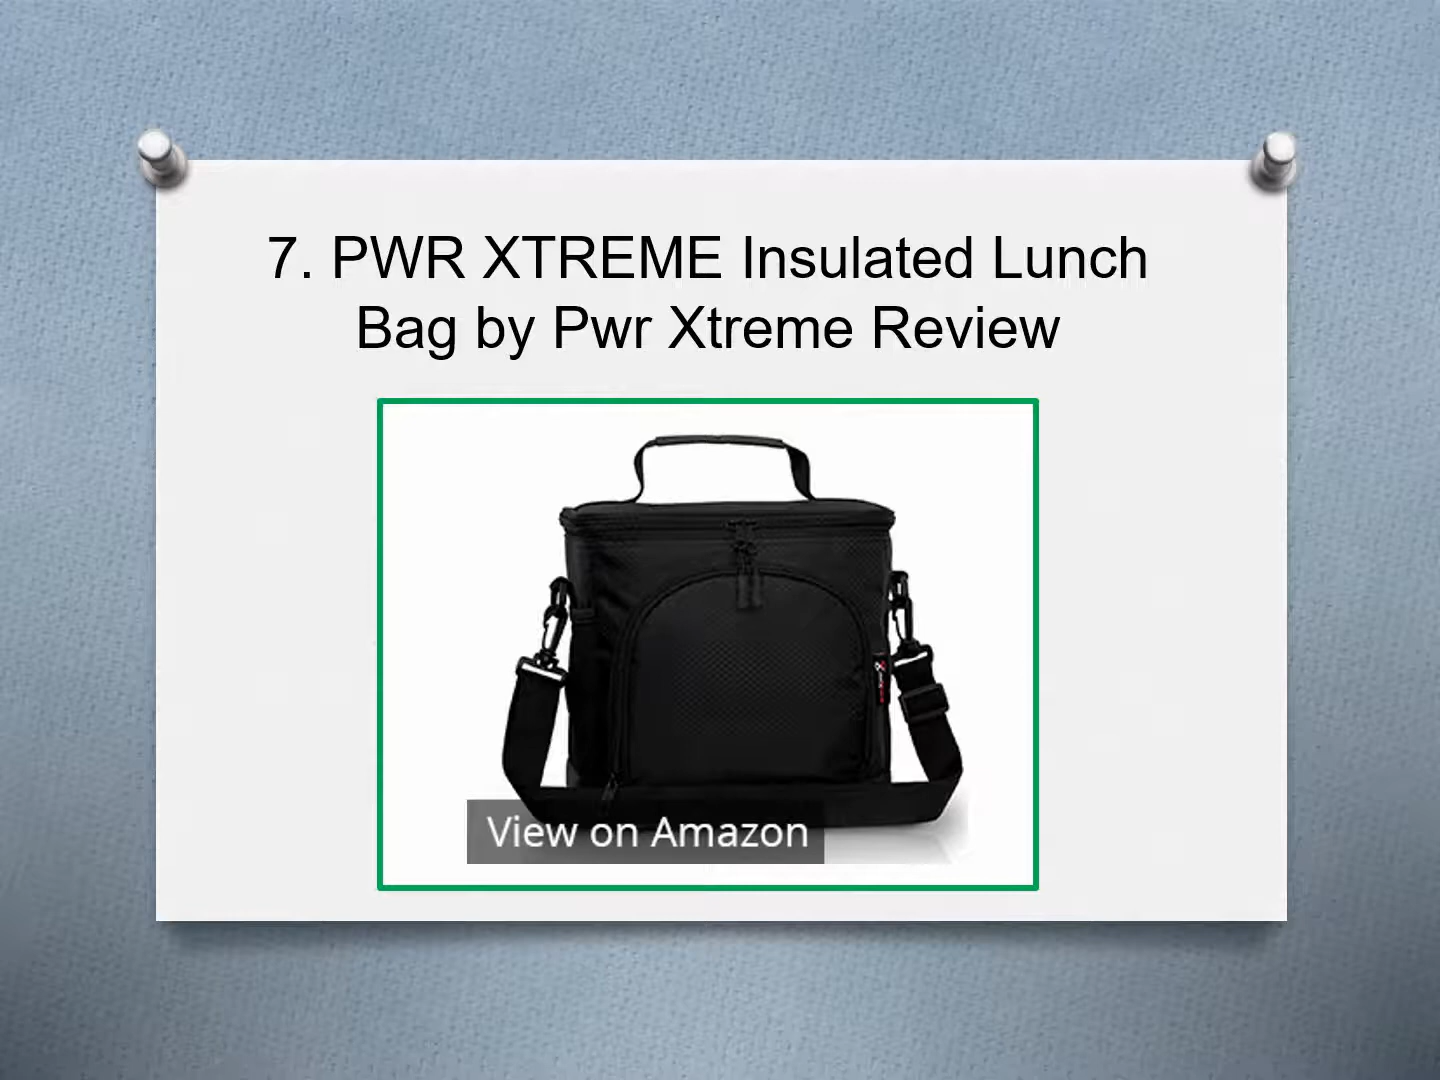 7. PWR XTREME Insulated Lunch
Bag by Pwr Xtreme Review
View on Amazon